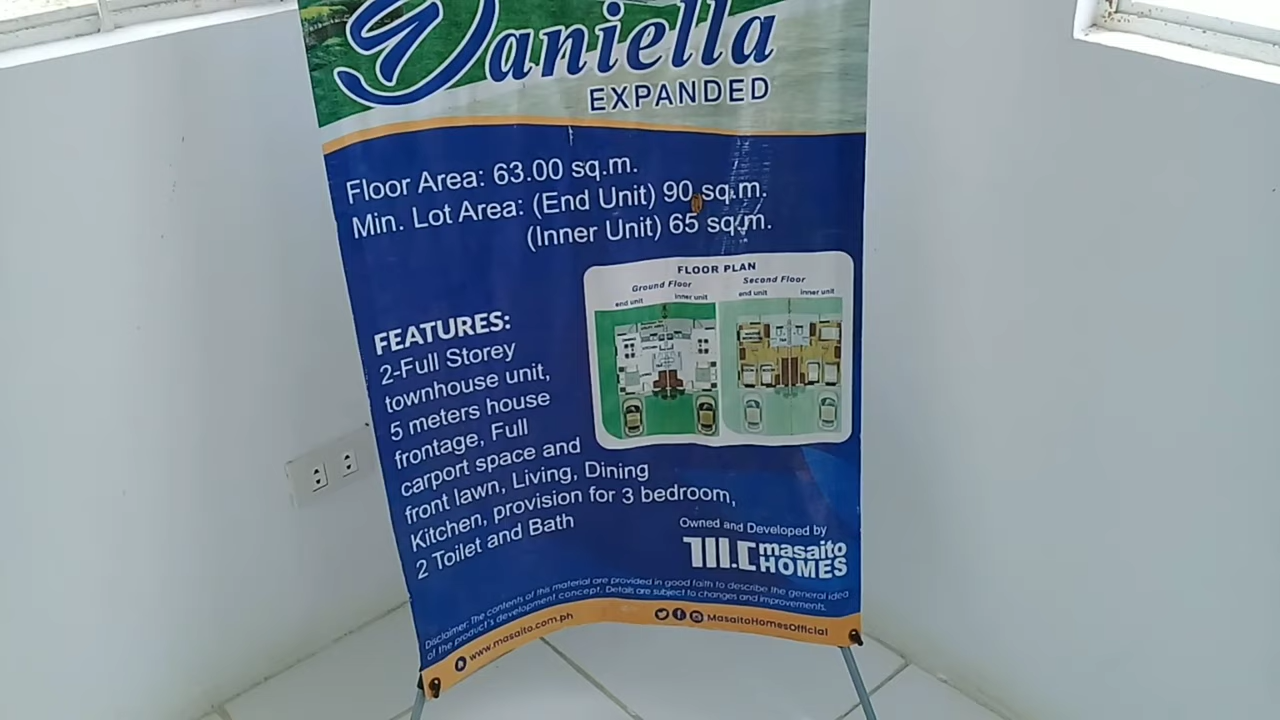 Daniella
EXPANDED
Floor Area: 63.00 sq.m.
Min. Lot Area: (End Unit) 90 sq.m.
(Inner Unit) 65 sq.m.
FLOOR PLAN
Ground Floor
Second Floor
end unit
inner unit
end unit
inner unit
FEATURES:
2-Full Storey
townhouse unit,
5 meters house
frontage, Full
carport space and
front lawn, Living, Dining
Kitchen, provision for 3 bedroom,
2 Toilet and Bath
Owned and Developed by
masaito
HOMES
Disclaimer: The contents of this material are provided in good faith to describe the general idea
of the product's development concept. Details are subject to changes and improvements.
www.masaito.com.ph
MasaitoHomesOfficial